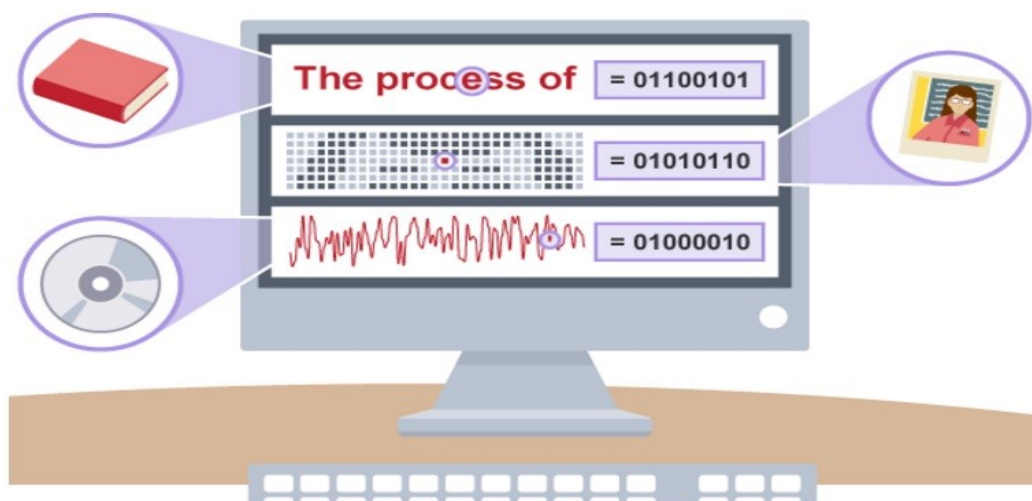 The process of = 01100101
= 01010110
= 01000010